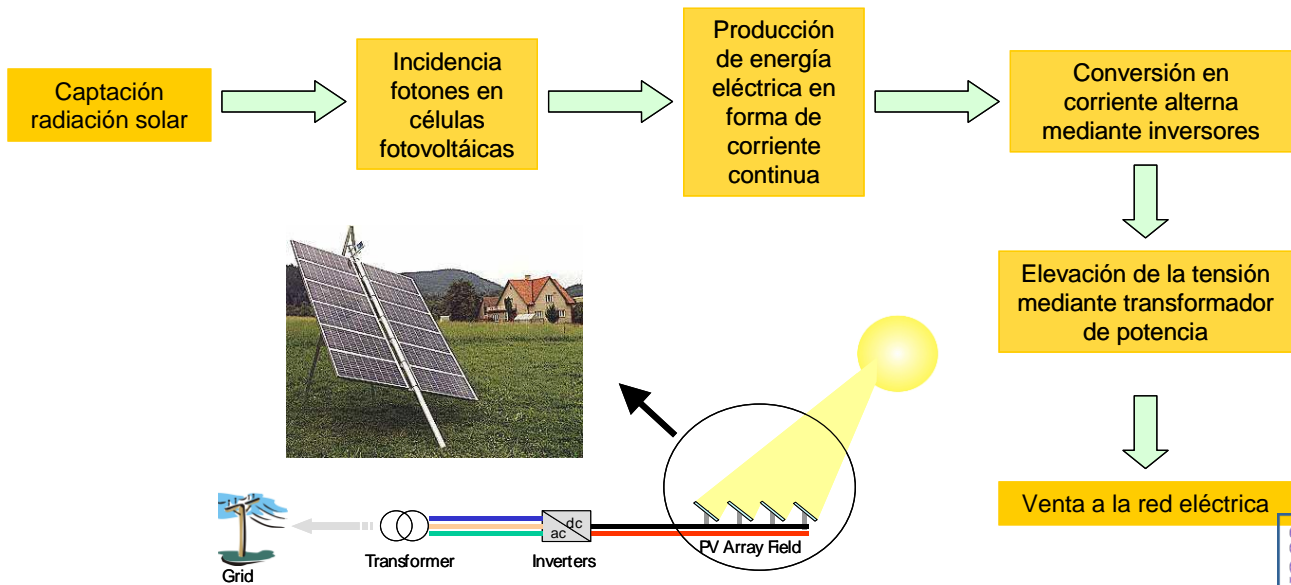 Captación
radiación solar
Incidencia
fotones en
células
fotovoltáicas
Producción
de energía
eléctrica en
forma de
corriente
continua
Conversión en
corriente alterna
mediante inversores
Elevación de la tensión
mediante transformador
de potencia
Venta a la red eléctrica
dc
ac
Transformer
Inverters
PV Array Field
Grid